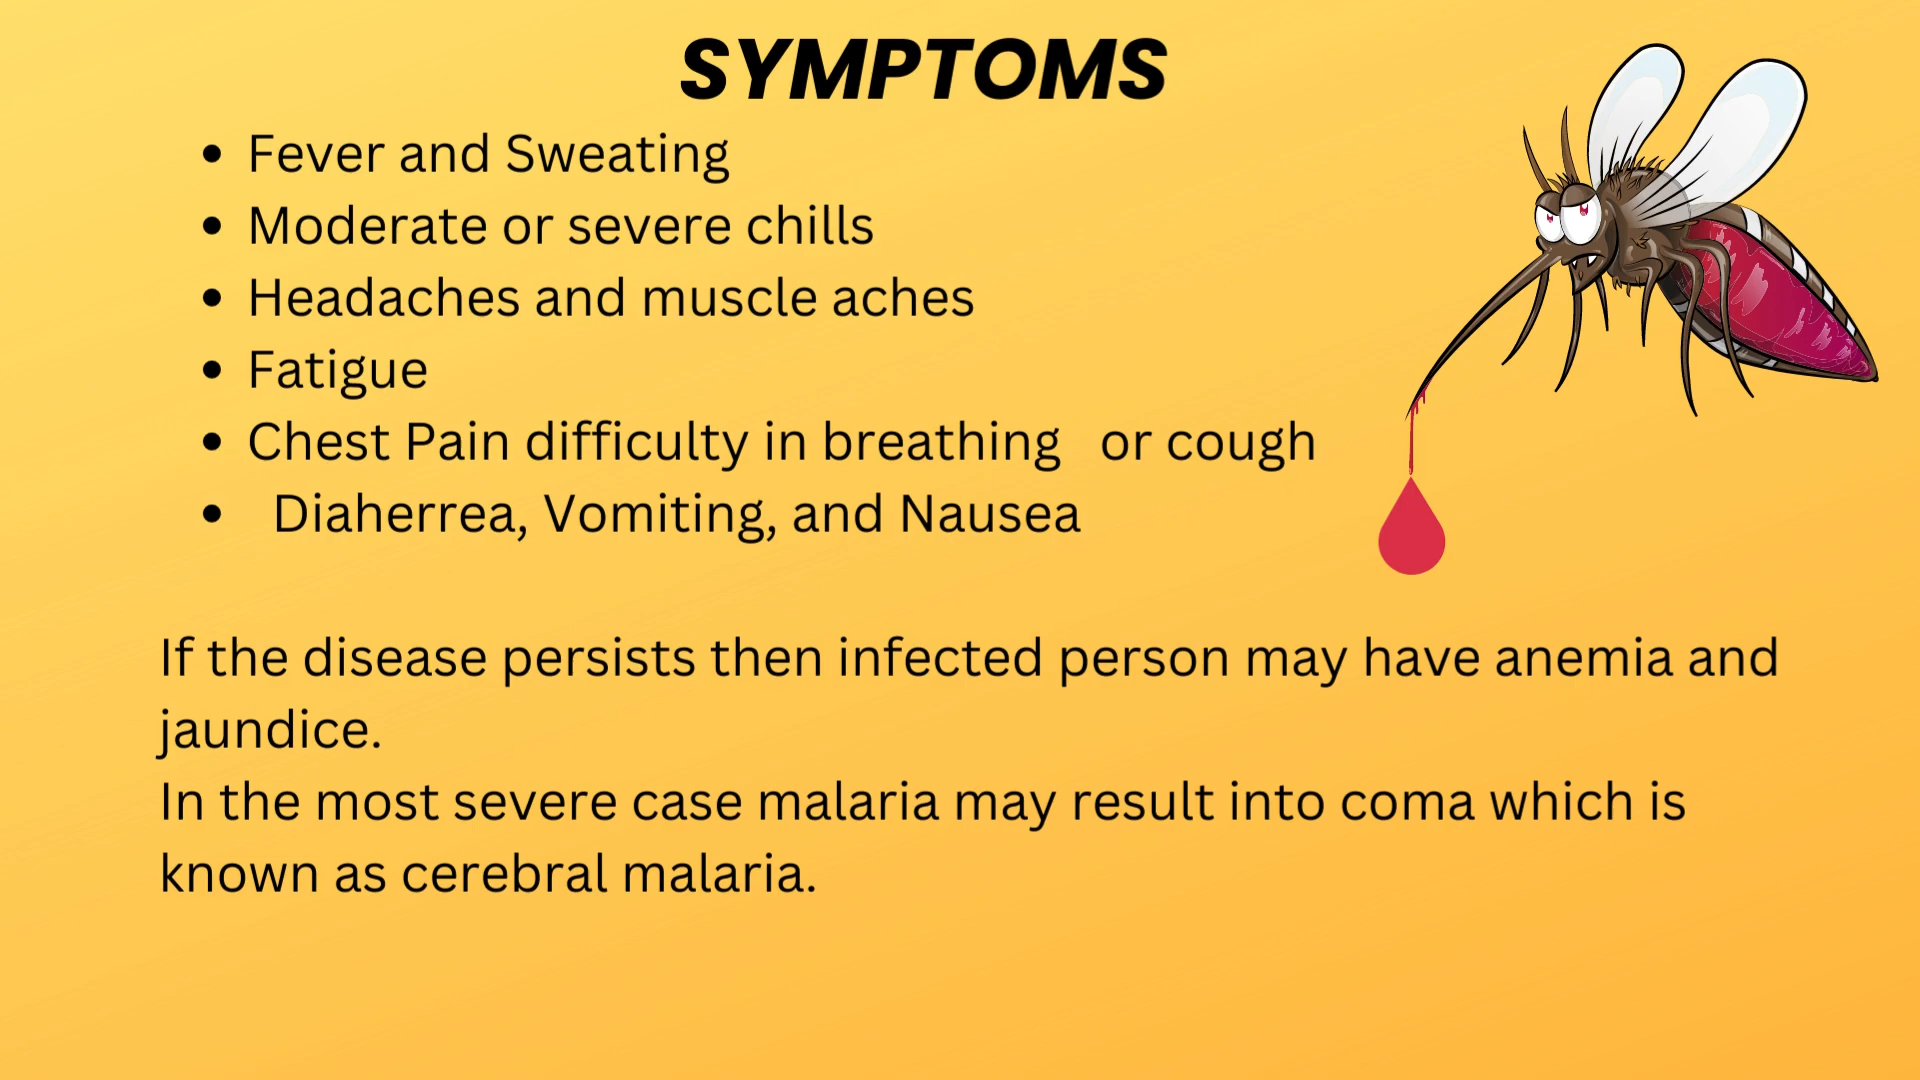 SYMPTOMS
• Fever and Sweating
• Moderate or severe chills
• Headaches and muscle aches
• Fatigue
• Chest Pain difficulty in breathing   or cough
•   Diaherrea, Vomiting, and Nausea
If the disease persists then infected person may have anemia and
jaundice.
In the most severe case malaria may result into coma which is
known as cerebral malaria.